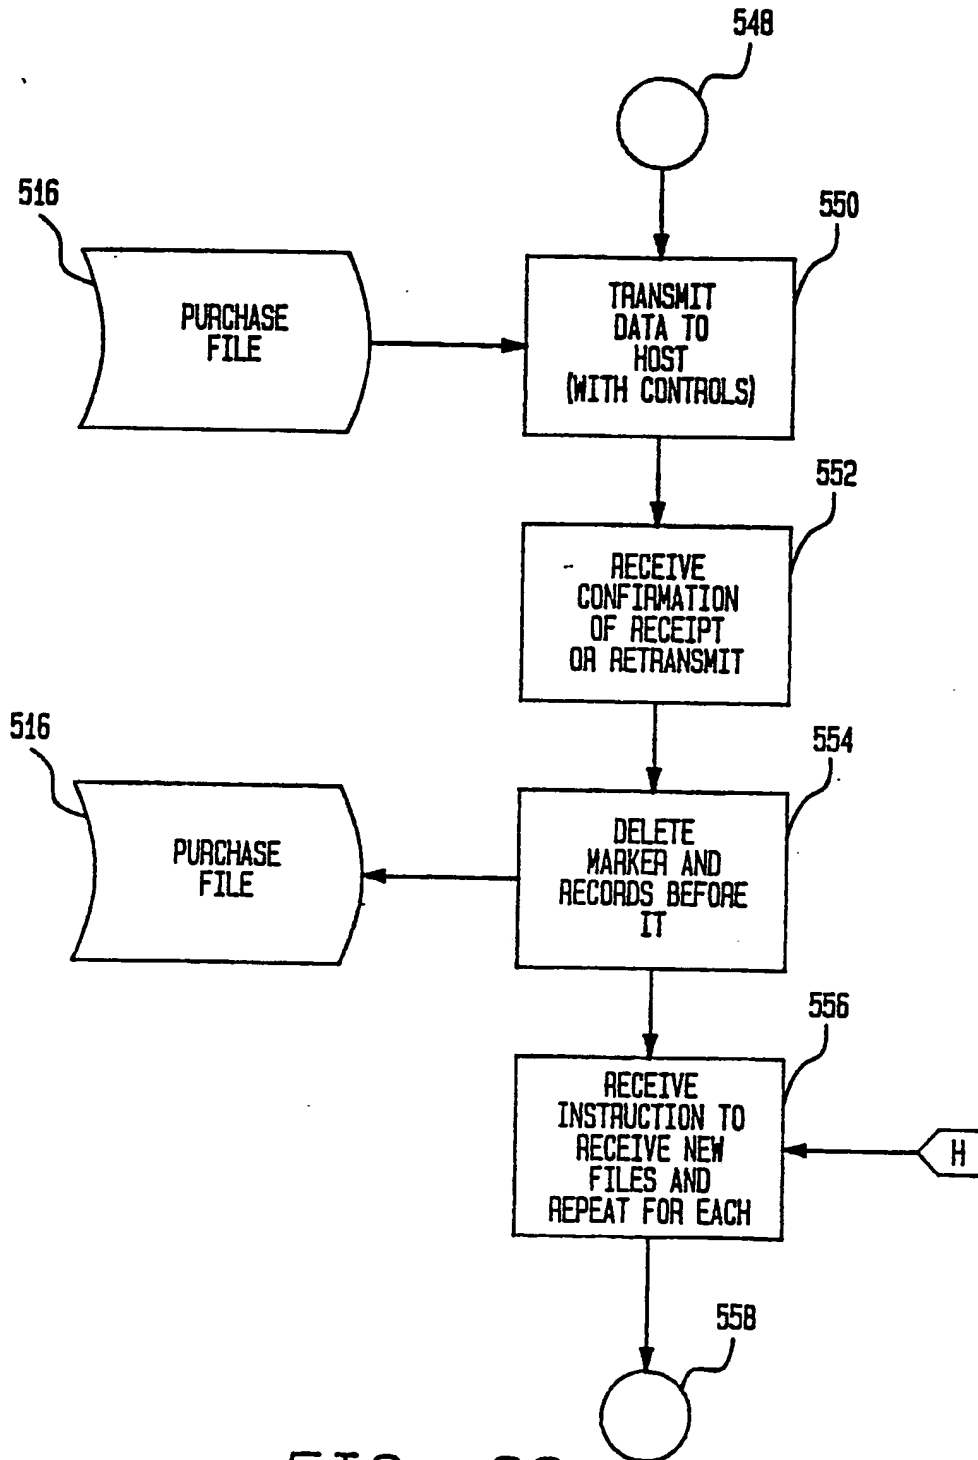 548
516
550
PURCHASE
FILE
TRANSMIT
DATA TO
HOST
(WITH CONTROLS)
552
RECEIVE
CONFIRMATION
OF RECEIPT
OR RETRANSMIT
516
554
PURCHASE
FILE
DELETE
MARKER AND
RECORDS BEFORE
IT
556
RECEIVE
INSTRUCTION TO
RECEIVE NEW
FILES AND
REPEAT FOR EACH
H
558